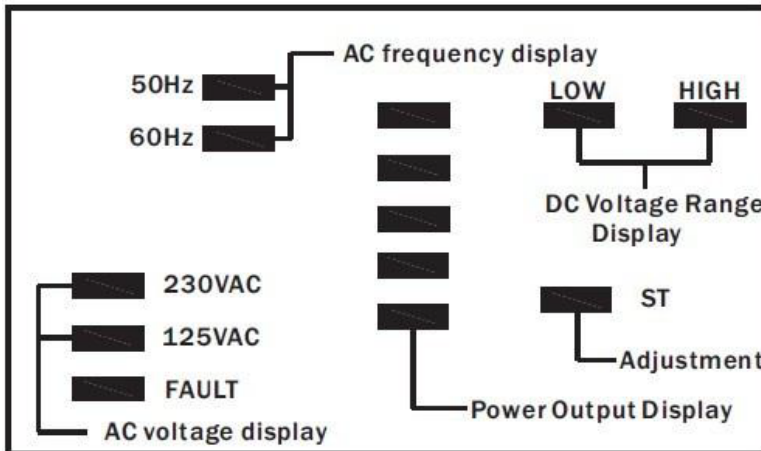 AC frequency display
50Hz
60Hz
LOW
HIGH
DC Voltage Range
Display
230VAC
125VAC
FAULT
AC voltage display
ST
Adjustment
Power Output Display